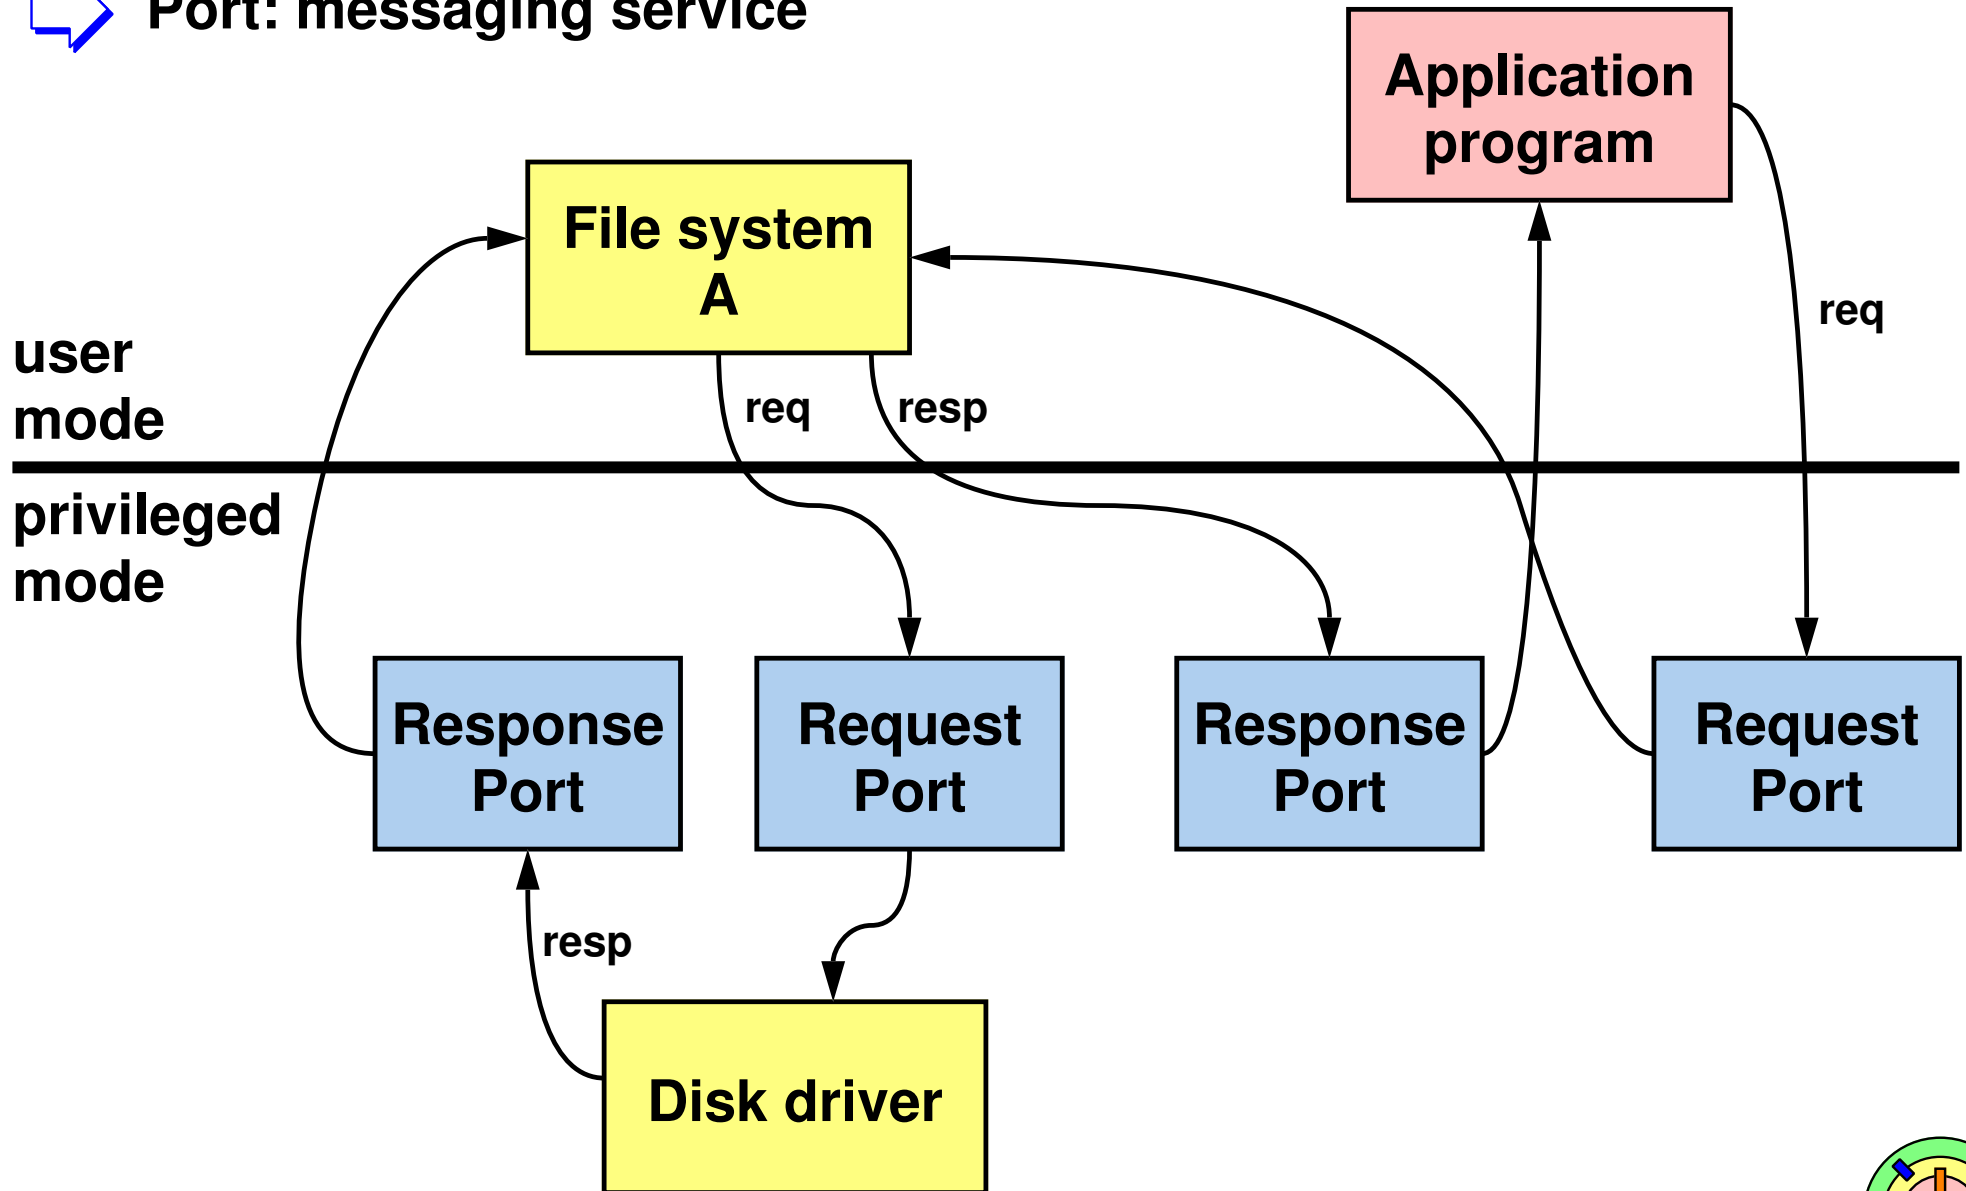 Port: messaging service
Application
program
File system
A
req
user
mode
req
resp
privileged
mode
Response
Port
Request
Port
Response
Port
Request
Port
resp
Disk driver